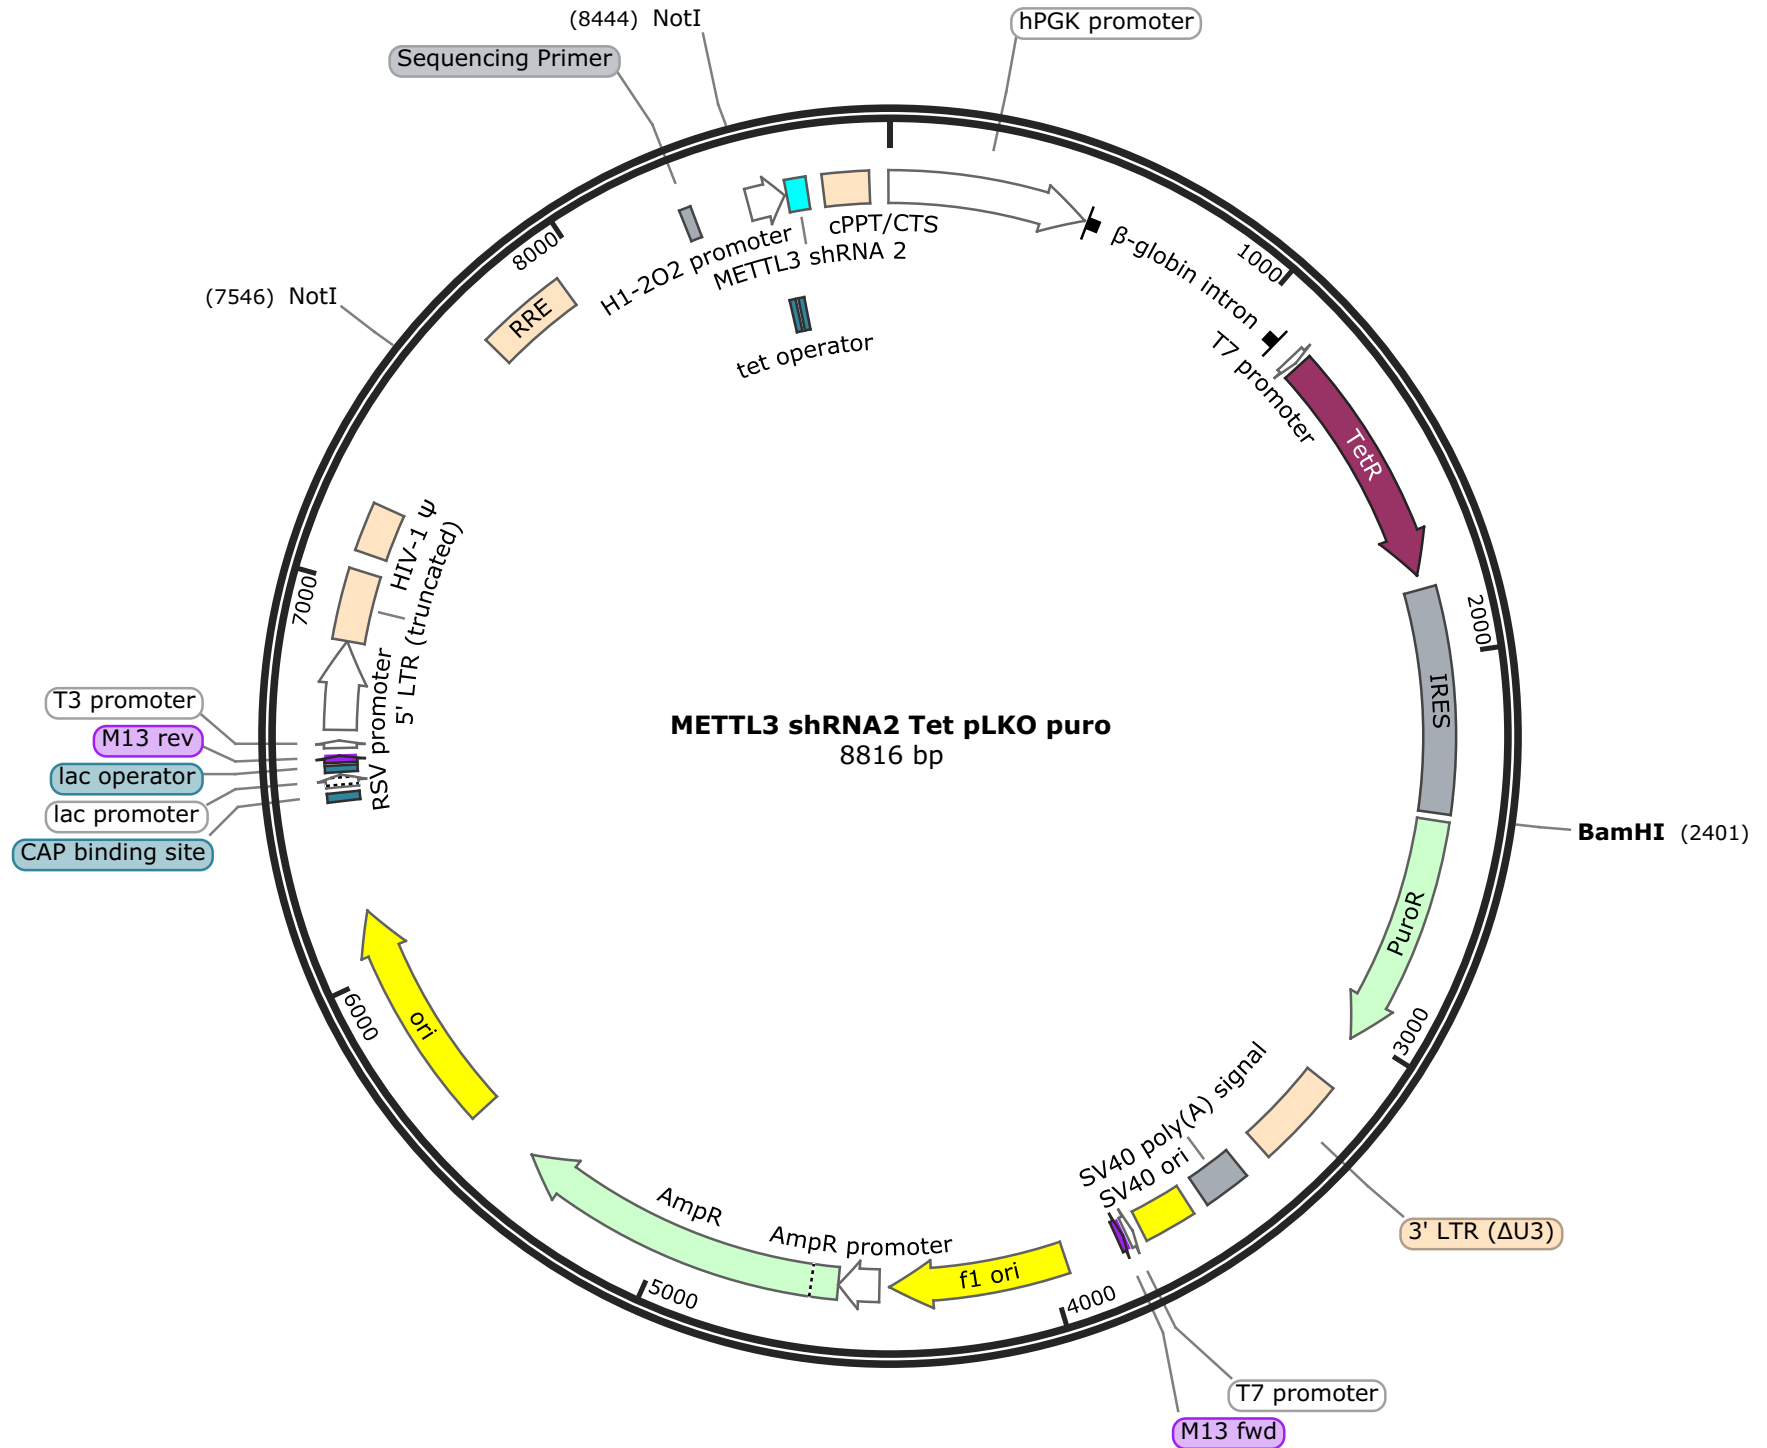 (8444) NotI
hPGK promoter
Sequencing Primer
cPPT/CTS
H1-2O2 promoter
METTL3 shRNA 2
tet operator
β-globin intron
1000
T7 promoter
TetR
8000
RRE
(7546) NotI
2000
IRES
HIV-1 ψ
5' LTR (truncated)
7000
RSV promoter
T3 promoter
M13 rev
lac operator
lac promoter
CAP binding site
METTL3 shRNA2 Tet pLKO puro
8816 bp
BamHI (2401)
PuroR
3000
6000
ori
SV40 poly(A) signal
SV40 ori
3' LTR (ΔU3)
AmpR
AmpR promoter
f1 ori
5000
4000
T7 promoter
M13 fwd